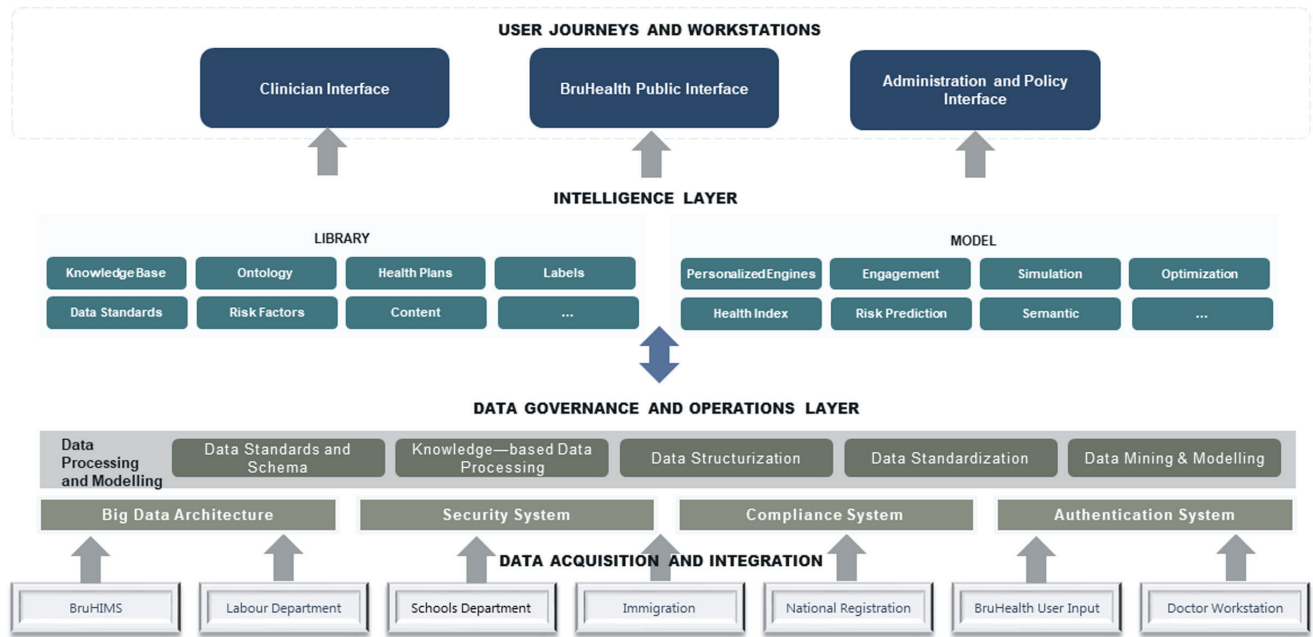 USER JOURNEYS AND WORKSTATIONS
Clinician Interface
BruHealth Public Interface
Administration and Policy
Interface
INTELLIGENCE LAYER
LIBRARY
Knowledge Base
Ontology
Health Plans
Labels
Data Standards
Risk Factors
Content
...
MODEL
Personalized Engines
Engagement
Simulation
Optimization
Health Index
Risk Prediction
Semantic
...
DATA GOVERNANCE AND OPERATIONS LAYER
Data
Processing
and Modelling
Data Standards and
Schema
Knowledge—based Data
Processing
Data Structurization
Data Standardization
Data Mining & Modelling
Big Data Architecture
Security System
Compliance System
Authentication System
DATA ACQUISITION AND INTEGRATION
BruHIMS
Labour Department
Schools Department
Immigration
National Registration
BruHealth User Input
Doctor Workstation